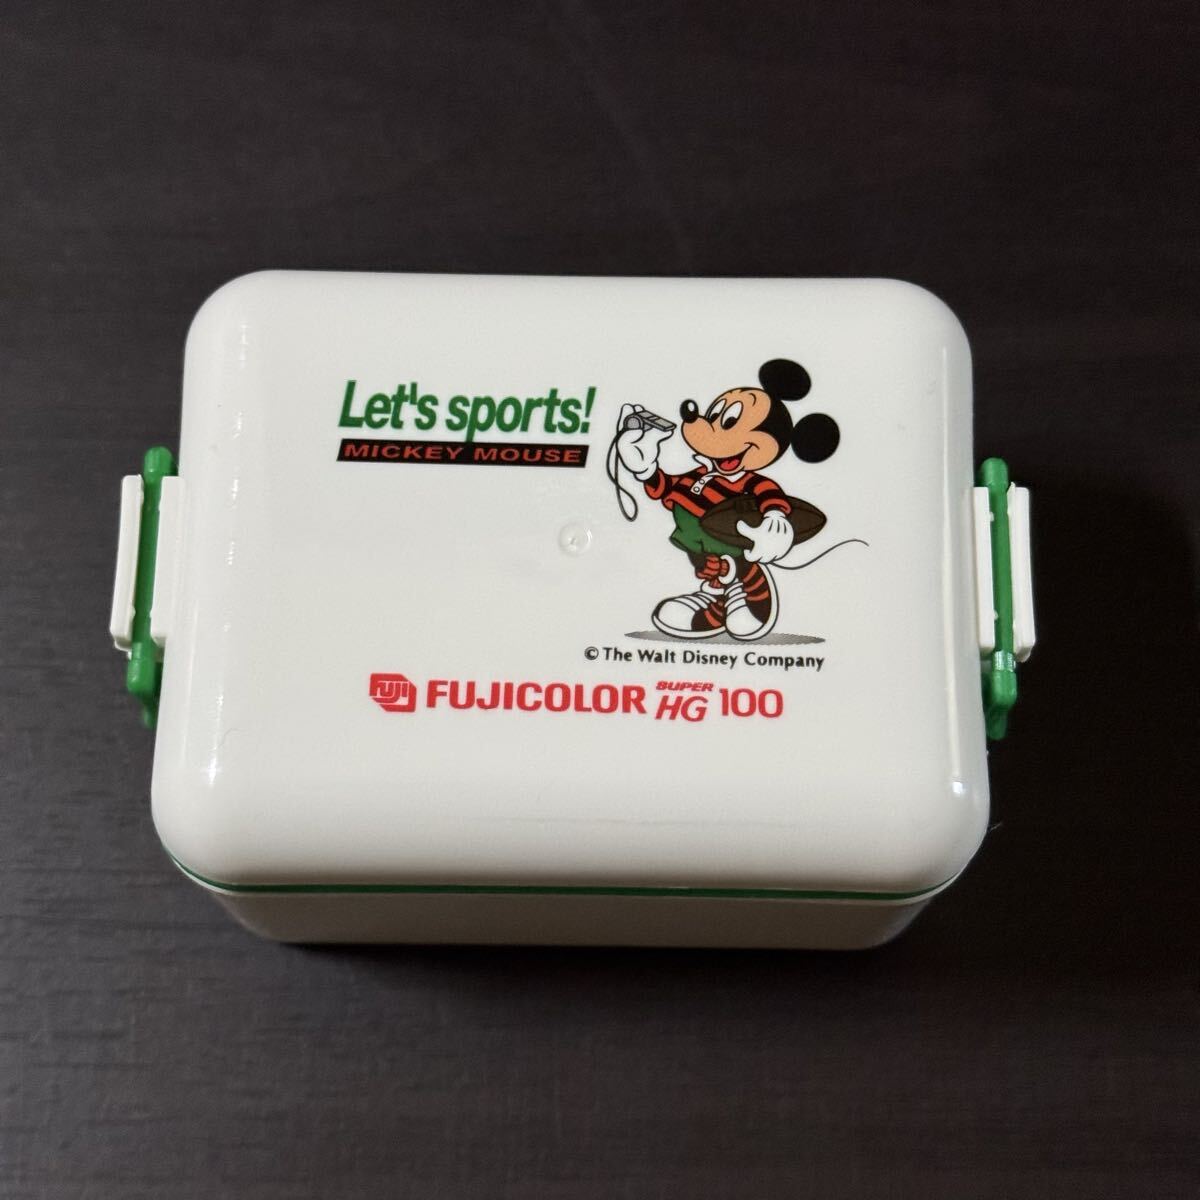 Let's sports!
MICKEY MOUSE
© The Walt Disney Company
FUJI FUJICOLOR SUPER HG 100